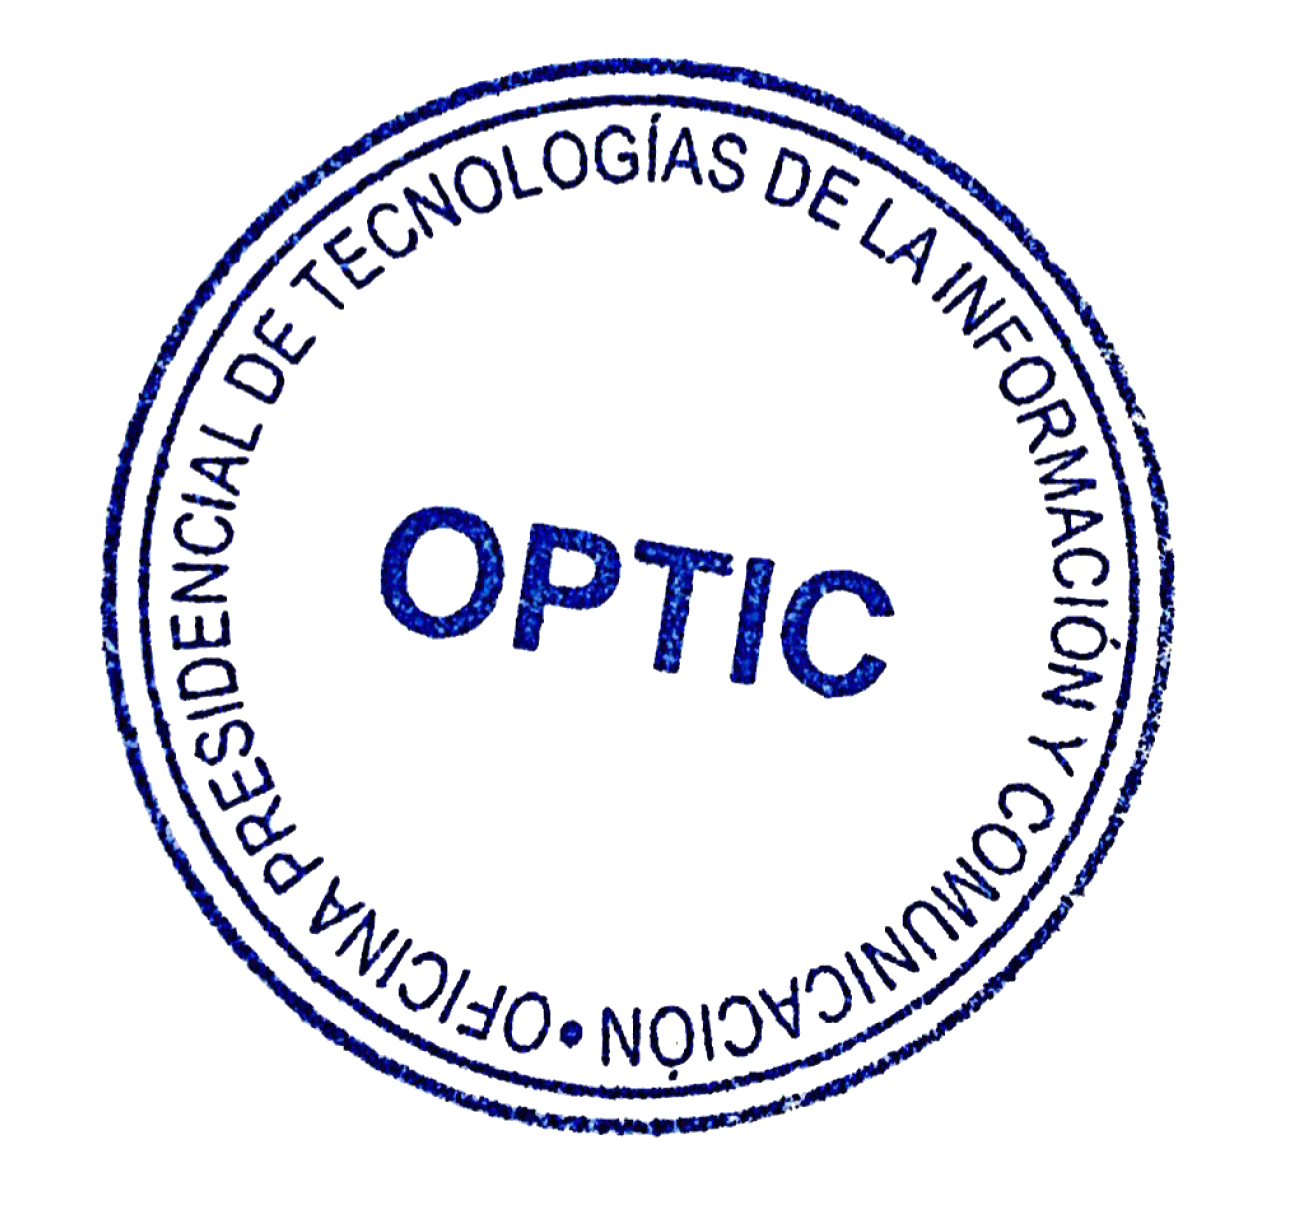 OFICINA PRESIDENCIAL DE TECNOLOGÍAS DE LA INFORMACIÓN Y COMUNICACIÓN •
OPTIC